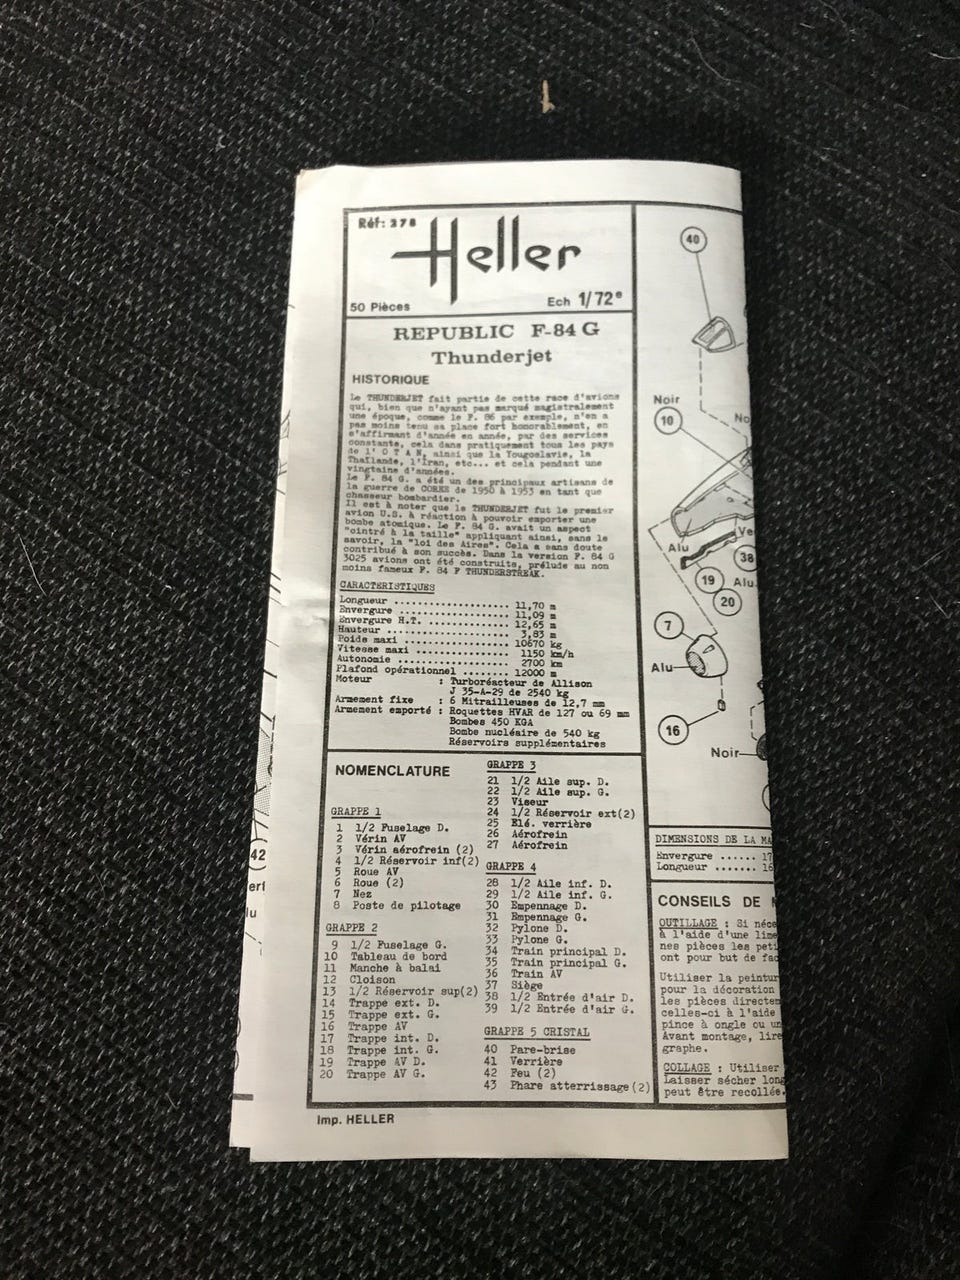 Réf: 378
Heller
50 Pièces
Ech 1/72e
REPUBLIC F-84 G
Thunderjet
HISTORIQUE
Le THUNDERJET fait partie de cette race d'avions
qui, bien que n'ayant pas marqué magistralement
une époque, comme le F. 86 par exemple, n'en a
pas moins tenu sa place fort honorablement, en
s'affirmant d'année en année, par des services
constants, cela dans pratiquement tous les pays
de l' O T A N, ainsi que la Yougoslavie, la
Thaïlande, l'Iran, etc... et cela pendant une
vingtaine d'années.
Le F. 84 G. a été un des principaux artisans de
la guerre de COREE de 1950 à 1953 en tant que
chasseur bombardier.
Il est à noter que le THUNDERJET fut le premier
avion U.S. à réaction à pouvoir emporter une
bombe atomique. Le F. 84 G. avait un aspect
"cintré à la taille" appliquant ainsi, sans le
savoir, la "loi des Aires". Cela a sans doute
contribué à son succès. Dans la version F. 84 G
3025 avions ont été construits, prélude au non
moins fameux F. 84 F THUNDERSTREAK.
CARACTERISTIQUES
Longueur .................... 11,70 m
Envergure ................... 11,09 m
Envergure H.T. .............. 12,65 m
Hauteur ..................... 3,83 m
Poids maxi .................. 10670 kg
Vitesse maxi ................ 1150 km/h
Autonomie ................... 2700 km
Plafond opérationnel ........ 12000 m
Moteur : Turboréacteur de Allison
J 35-A-29 de 2540 kg
Armement fixe : 6 Mitrailleuses de 12,7 mm
Armement emporté : Roquettes HVAR de 127 ou 69 mm
Bombes 450 KGA
Bombe nucléaire de 540 kg
Réservoirs supplémentaires
NOMENCLATURE
GRAPPE 1
1 1/2 Fuselage D.
2 Vérin AV
3 Vérin aérofrein (2)
4 1/2 Réservoir inf(2)
5 Roue AV
6 Roue (2)
7 Nez
8 Poste de pilotage
GRAPPE 2
9 1/2 Fuselage G.
10 Tableau de bord
11 Manche à balai
12 Cloison
13 1/2 Réservoir sup(2)
14 Trappe ext. D.
15 Trappe ext. G.
16 Trappe AV
17 Trappe int. D.
18 Trappe int. G.
19 Trappe AV D.
20 Trappe AV G.
GRAPPE 3
21 1/2 Aile sup. D.
22 1/2 Aile sup. G.
23 Viseur
24 1/2 Réservoir ext(2)
25 Elé. verrière
26 Aérofrein
27 Aérofrein
GRAPPE 4
28 1/2 Aile inf. D.
29 1/2 Aile inf. G.
30 Empennage D.
31 Empennage G.
32 Pylone D.
33 Pylone G.
34 Train principal D.
35 Train principal G.
36 Train AV
37 Siège
38 1/2 Entrée d'air D.
39 1/2 Entrée d'air G.
GRAPPE 5 CRISTAL
40 Pare-brise
41 Verrière
42 Feu (2)
43 Phare atterrissage (2)
Imp. HELLER
40
Noir
10
No
Alu
Ve
38
19
Alu
20
7
Alu
16
Noir
DIMENSIONS DE LA MA
Envergure ...... 17
Longueur ....... 16
CONSEILS DE
OUTILLAGE : Si néce
à l'aide d'une lime
nes pièces les peti
ont pour but de fac
Utiliser la peintur
pour la décoration
les pièces directem
celles-ci à l'aide
pince à ongle ou un
Avant montage, lire
graphe.
COLLAGE : Utiliser
Laisser sécher long
peut être recollée.
42
ert
lu